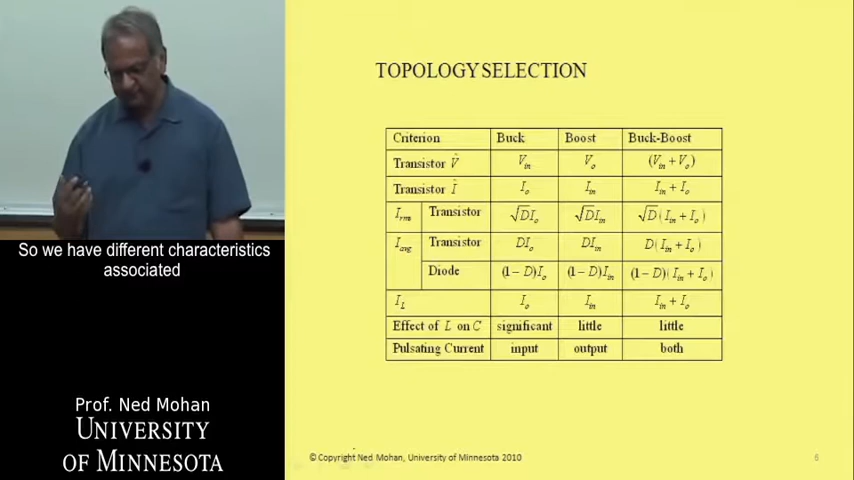 TOPOLOGY SELECTION
Criterion Buck Boost Buck-Boost
Transistor V̂ V_in V_o (V_in + V_o)
Transistor Î I_o I_in I_in + I_o
I_rms Transistor √D I_o √D I_in √D (I_in + I_o)
I_avg Transistor DI_o DI_in D(I_in + I_o)
Diode (1−D)I_o (1−D)I_in (1−D)(I_in + I_o)
I_L I_o I_in I_in + I_o
Effect of L on C significant little little
Pulsating Current input output both
So we have different characteristics
associated
Prof. Ned Mohan
UNIVERSITY
OF MINNESOTA
© Copyright Ned Mohan, University of Minnesota 2010
6